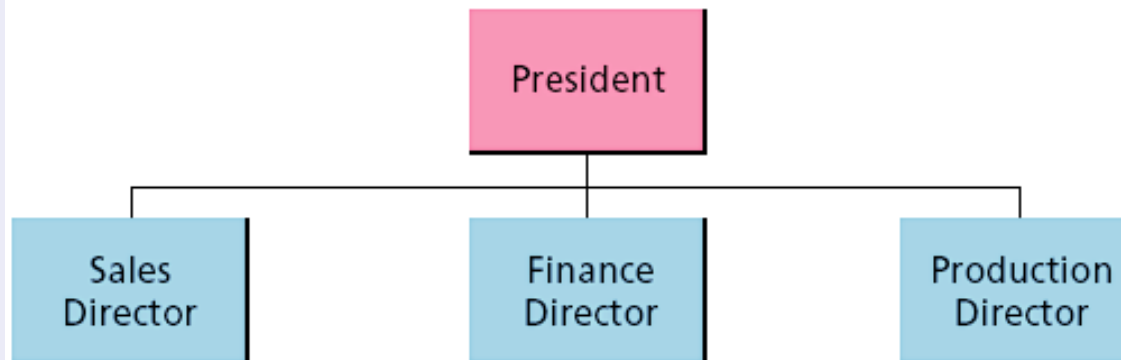 President
Sales
Director
Finance
Director
Production
Director